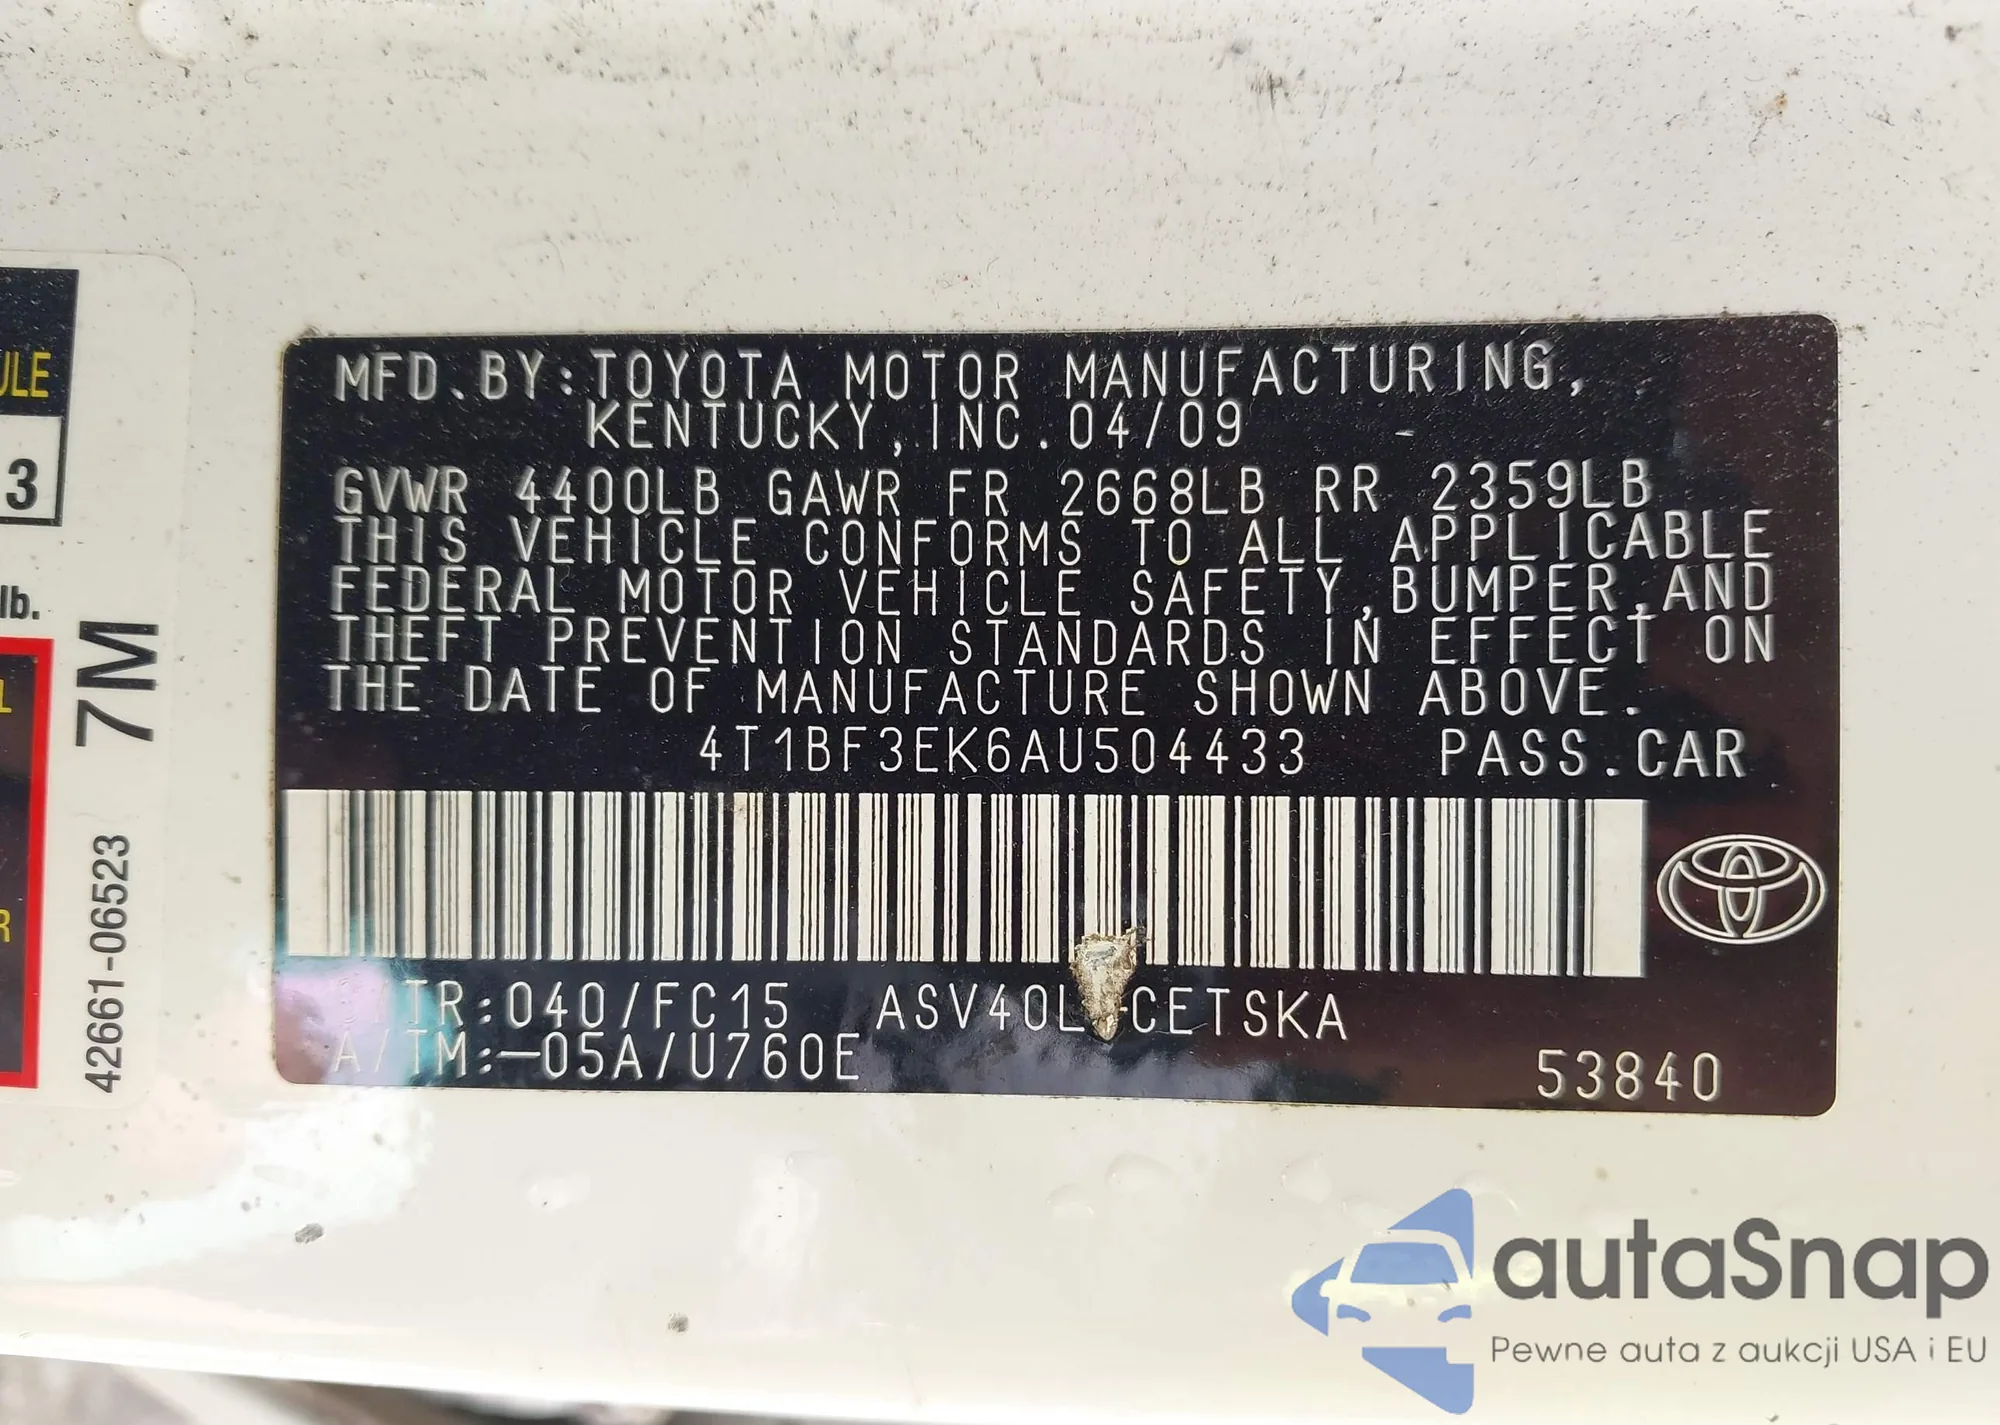 ULE
3
lb.
L
R
7M
42661-06523
MFD.BY:TOYOTA MOTOR MANUFACTURING,
KENTUCKY,INC.04/09
GVWR 4400LB GAWR FR 2668LB RR 2359LB
THIS VEHICLE CONFORMS TO ALL APPLICABLE
FEDERAL MOTOR VEHICLE SAFETY,BUMPER,AND
THEFT PREVENTION STANDARDS IN EFFECT ON
THE DATE OF MANUFACTURE SHOWN ABOVE.
4T1BF3EK6AU504433 PASS.CAR
/TR:040/FC15 ASV40L-CETSKA
A/TM:-05A/U760E
53840
autaSnap
Pewne auta z aukcji USA i EU